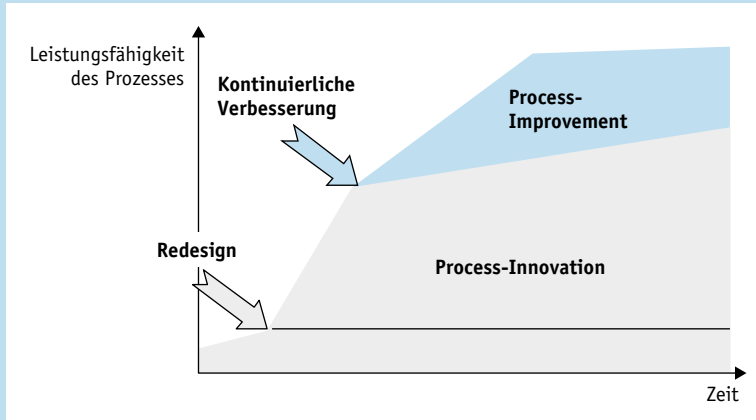 Leistungsfähigkeit
des Prozesses
Kontinuierliche
Verbesserung
Process-
Improvement
Redesign
Process-Innovation
Zeit